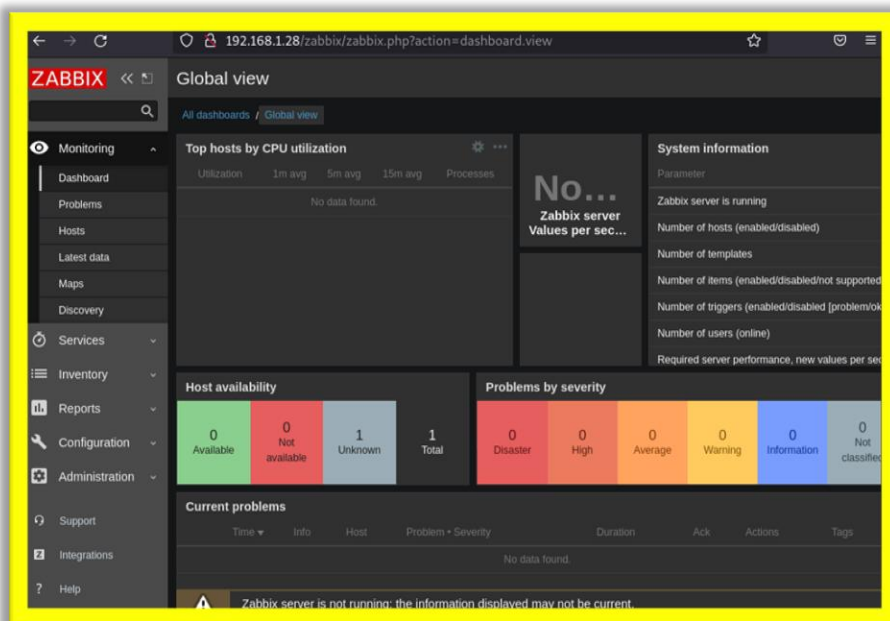 192.168.1.28/zabbix/zabbix.php?action=dashboard.view
ZABBIX
Global view
All dashboards / Global view
Monitoring
Dashboard
Problems
Hosts
Latest data
Maps
Discovery
Services
Inventory
Reports
Configuration
Administration
Support
Integrations
Help
Top hosts by CPU utilization
Utilization 1m avg 5m avg 15m avg Processes
No data found.
No...
Zabbix server
Values per sec...
System information
Parameter
Zabbix server is running
Number of hosts (enabled/disabled)
Number of templates
Number of items (enabled/disabled/not supported
Number of triggers (enabled/disabled [problem/ok
Number of users (online)
Required server performance, new values per sec
Host availability
0 Available
0 Not available
1 Unknown
1 Total
Problems by severity
0 Disaster
0 High
0 Average
0 Warning
0 Information
0 Not classified
Current problems
Time Info Host Problem • Severity Duration Ack Actions Tags
No data found.
Zabbix server is not running: the information displayed may not be current.